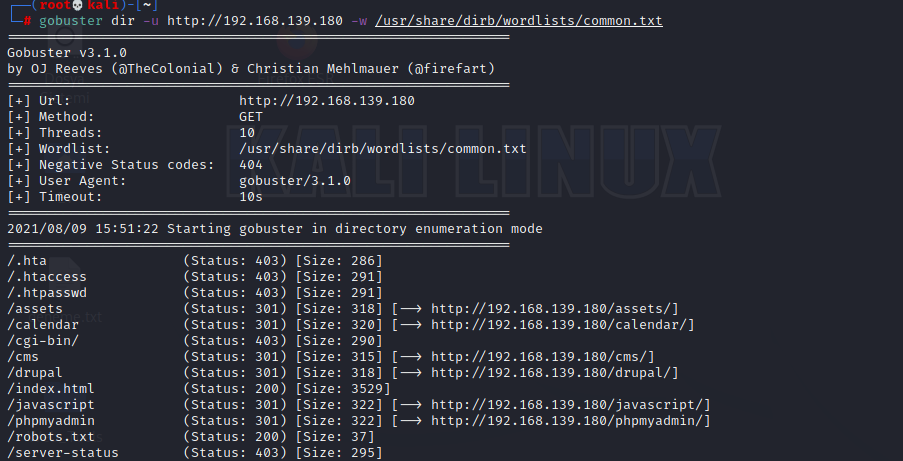 ┌──(root💀kali)-[~]
└─# gobuster dir -u http://192.168.139.180 -w /usr/share/dirb/wordlists/common.txt
===============================================================
Gobuster v3.1.0
by OJ Reeves (@TheColonial) & Christian Mehlmauer (@firefart)
===============================================================
[+] Url:                     http://192.168.139.180
[+] Method:                  GET
[+] Threads:                 10
[+] Wordlist:                /usr/share/dirb/wordlists/common.txt
[+] Negative Status codes:   404
[+] User Agent:              gobuster/3.1.0
[+] Timeout:                 10s
===============================================================
2021/08/09 15:51:22 Starting gobuster in directory enumeration mode
===============================================================
/.hta                 (Status: 403) [Size: 286]
/.htaccess            (Status: 403) [Size: 291]
/.htpasswd            (Status: 403) [Size: 291]
/assets               (Status: 301) [Size: 318] [--> http://192.168.139.180/assets/]
/calendar             (Status: 301) [Size: 320] [--> http://192.168.139.180/calendar/]
/cgi-bin/             (Status: 403) [Size: 290]
/cms                  (Status: 301) [Size: 315] [--> http://192.168.139.180/cms/]
/drupal               (Status: 301) [Size: 318] [--> http://192.168.139.180/drupal/]
/index.html           (Status: 200) [Size: 3529]
/javascript           (Status: 301) [Size: 322] [--> http://192.168.139.180/javascript/]
/phpmyadmin           (Status: 301) [Size: 322] [--> http://192.168.139.180/phpmyadmin/]
/robots.txt           (Status: 200) [Size: 37]
/server-status        (Status: 403) [Size: 295]
KALI LINUX